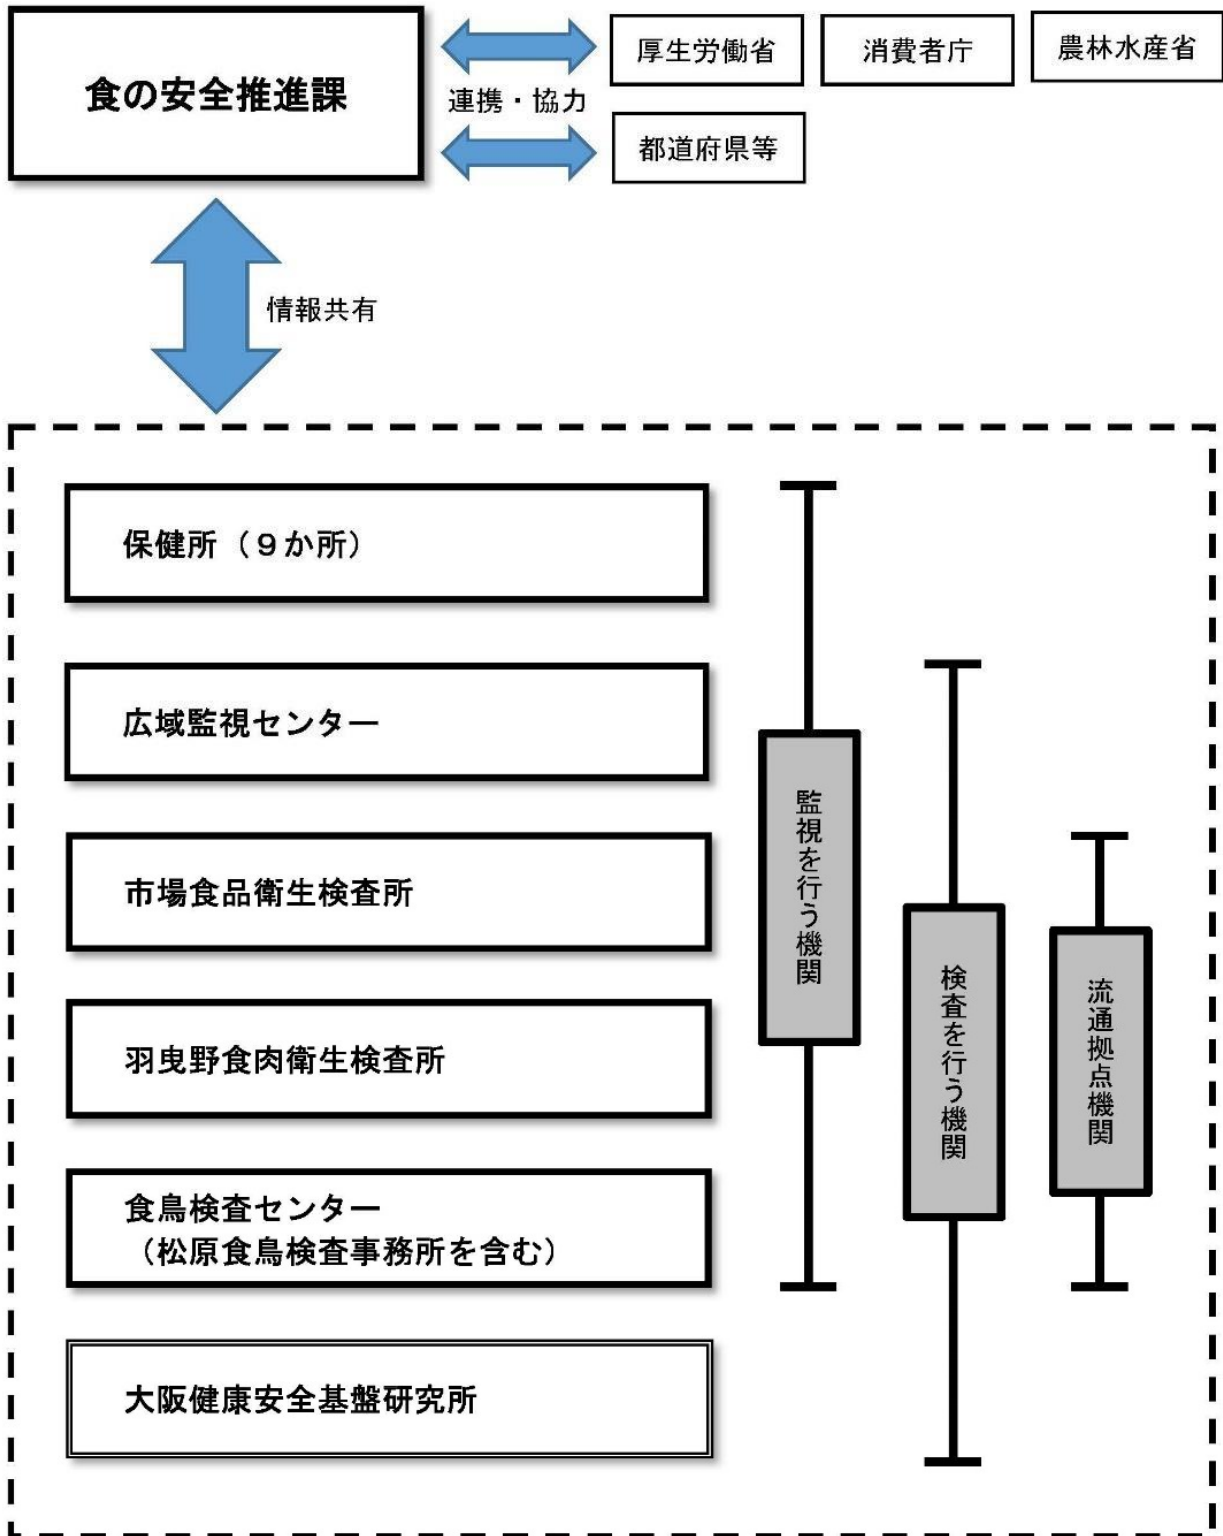 食の安全推進課
連携・協力
厚生労働省
消費者庁
農林水産省
都道府県等
情報共有
保健所（９か所）
広域監視センター
市場食品衛生検査所
羽曳野食肉衛生検査所
食鳥検査センター
（松原食鳥検査事務所を含む）
大阪健康安全基盤研究所
監視を行う機関
検査を行う機関
流通拠点機関